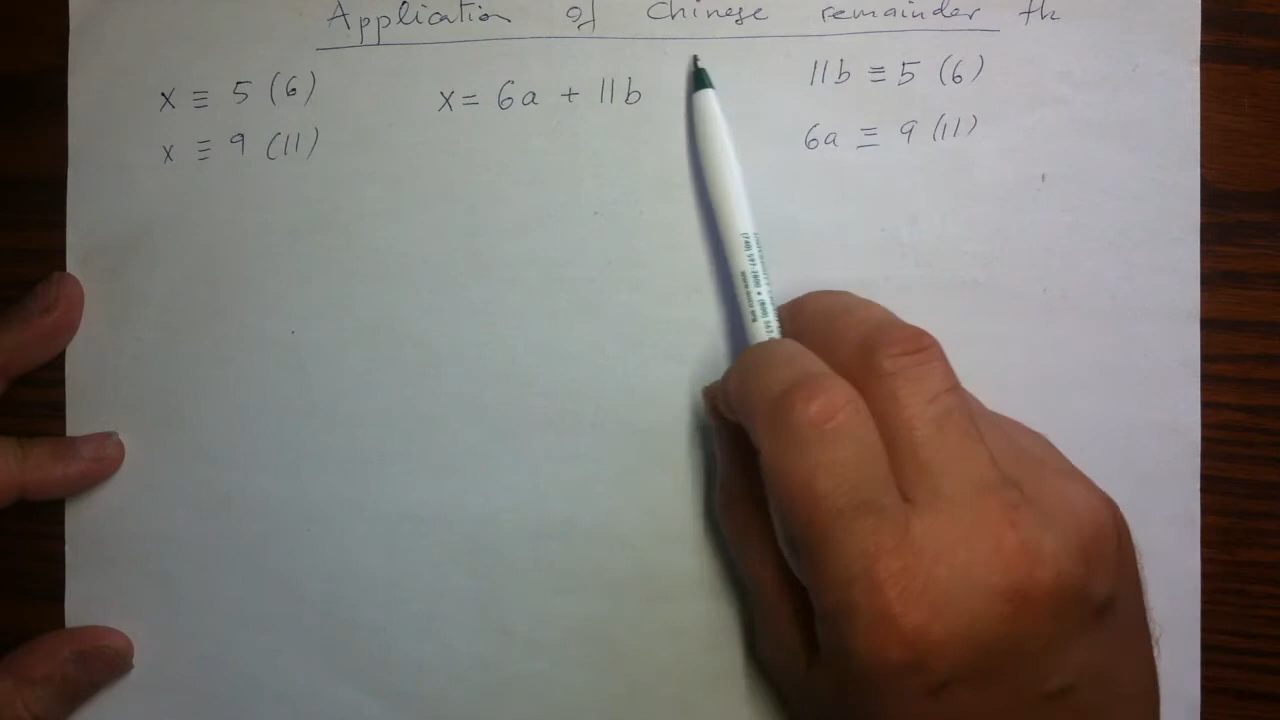 Application of Chinese remainder th
x ≡ 5 (6)
x ≡ 9 (11)
x = 6a + 11b
11b ≡ 5 (6)
6a ≡ 9 (11)